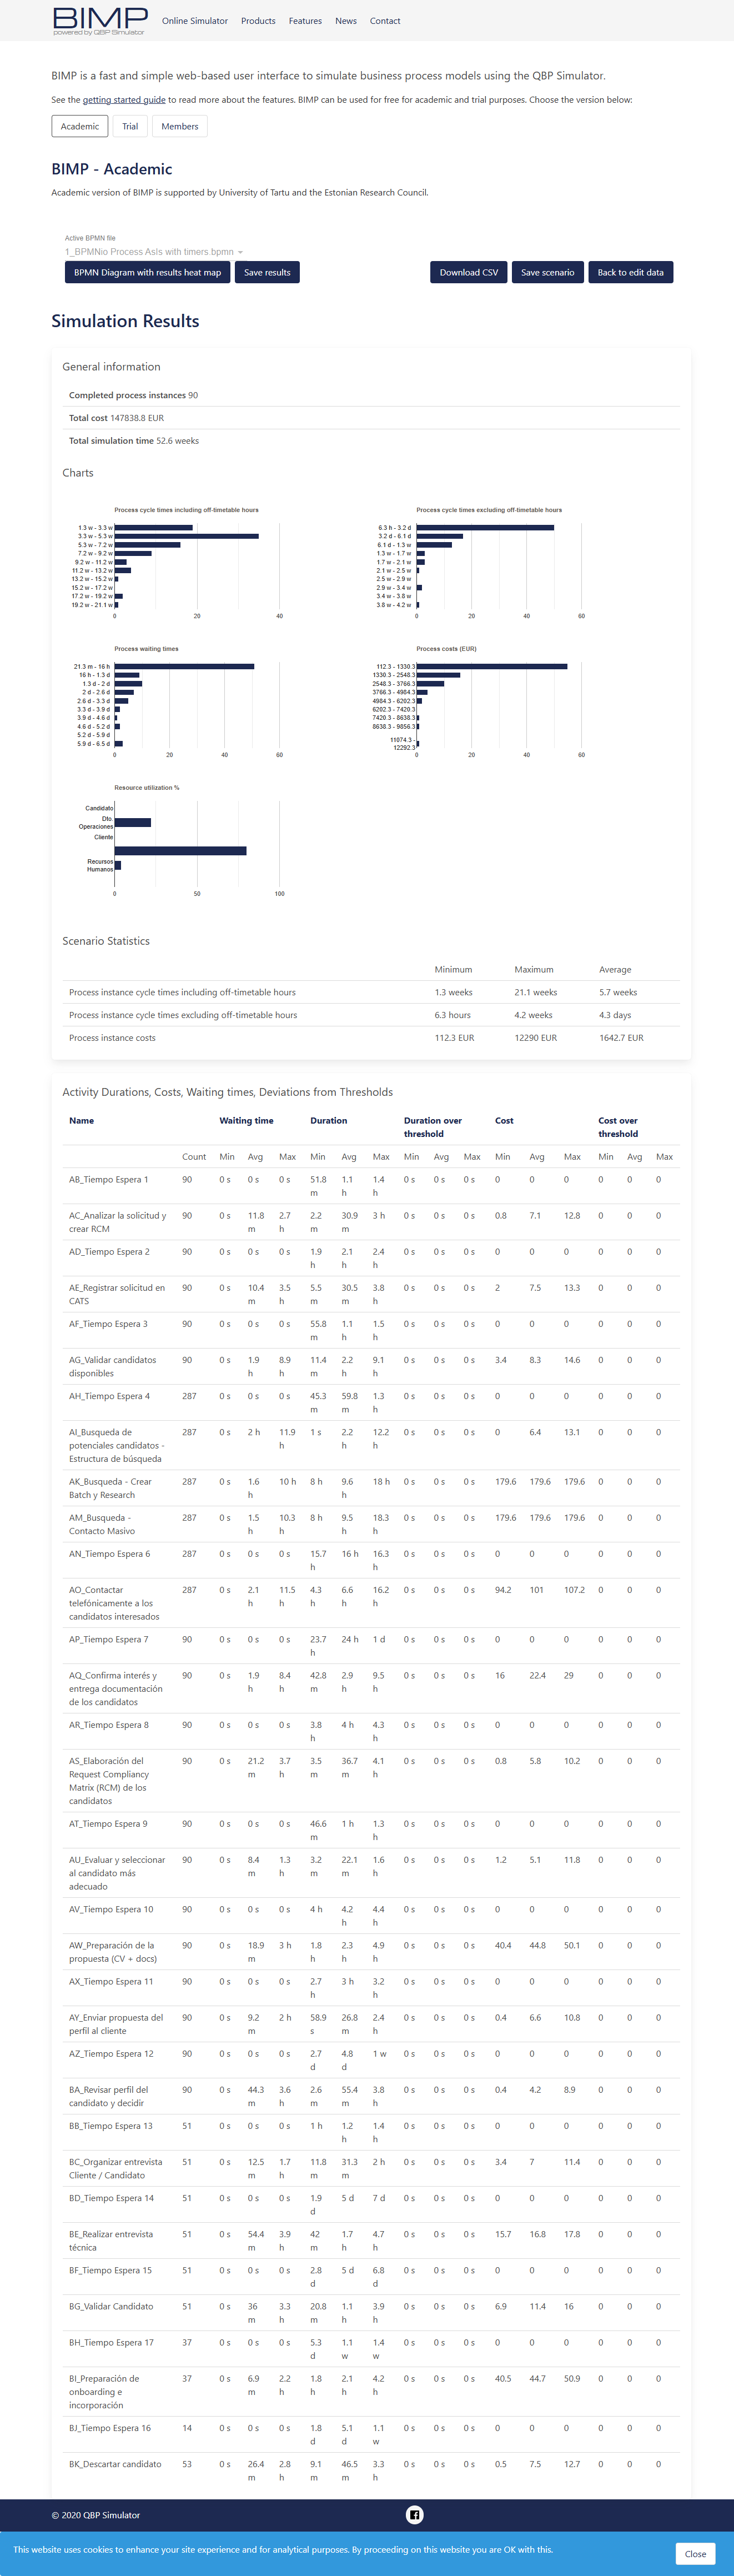 BIMP
powered by QBP Simulator
Online Simulator Products Features News Contact
BIMP is a fast and simple web-based user interface to simulate business process models using the QBP Simulator.
See the getting started guide to read more about the features. BIMP can be used for free for academic and trial purposes. Choose the version below:
Academic Trial Members
BIMP - Academic
Academic version of BIMP is supported by University of Tartu and the Estonian Research Council.
Active BPMN file
1_BPMNio Process AsIs with timers.bpmn
BPMN Diagram with results heat map Save results Download CSV Save scenario Back to edit data
Simulation Results
General information
Completed process instances 90
Total cost 147838.8 EUR
Total simulation time 52.6 weeks
Charts
Process cycle times including off-timetable hours
1.3 w - 3.3 w
3.3 w - 5.3 w
5.3 w - 7.2 w
7.2 w - 9.2 w
9.2 w - 11.2 w
11.2 w - 13.2 w
13.2 w - 15.2 w
15.2 w - 17.2 w
17.2 w - 19.2 w
19.2 w - 21.1 w
0 20 40
Process cycle times excluding off-timetable hours
6.3 h - 3.2 d
3.2 d - 6.1 d
6.1 d - 1.3 w
1.3 w - 1.7 w
1.7 w - 2.1 w
2.1 w - 2.5 w
2.5 w - 2.9 w
2.9 w - 3.4 w
3.4 w - 3.8 w
3.8 w - 4.2 w
0 20 40 60
Process waiting times
21.3 m - 16 h
16 h - 1.3 d
1.3 d - 2 d
2 d - 2.6 d
2.6 d - 3.3 d
3.3 d - 3.9 d
3.9 d - 4.6 d
4.6 d - 5.2 d
5.2 d - 5.9 d
5.9 d - 6.5 d
0 20 40 60
Process costs (EUR)
112.3 - 1330.3
1330.3 - 2548.3
2548.3 - 3766.3
3766.3 - 4984.3
4984.3 - 6202.3
6202.3 - 7420.3
7420.3 - 8638.3
8638.3 - 9856.3
11074.3 -
12292.3
0 20 40 60
Resource utilization %
Candidato
Dto.
Operaciones
Cliente
Recursos
Humanos
0 50 100
Scenario Statistics
Minimum Maximum Average
Process instance cycle times including off-timetable hours 1.3 weeks 21.1 weeks 5.7 weeks
Process instance cycle times excluding off-timetable hours 6.3 hours 4.2 weeks 4.3 days
Process instance costs 112.3 EUR 12290 EUR 1642.7 EUR
Activity Durations, Costs, Waiting times, Deviations from Thresholds
Name Waiting time Duration Duration over Cost Cost over
threshold threshold
Count Min Avg Max Min Avg Max Min Avg Max Min Avg Max Min Avg Max
AB_Tiempo Espera 1 90 0 s 0 s 0 s 51.8 1.1 1.4 0 s 0 s 0 s 0 0 0 0 0 0
m h h
AC_Analizar la solicitud y 90 0 s 11.8 2.7 2.2 30.9 3 h 0 s 0 s 0 s 0.8 7.1 12.8 0 0 0
crear RCM m h m m
AD_Tiempo Espera 2 90 0 s 0 s 0 s 1.9 2.1 2.4 0 s 0 s 0 s 0 0 0 0 0 0
h h h
AE_Registrar solicitud en 90 0 s 10.4 3.5 5.5 30.5 3.8 0 s 0 s 0 s 2 7.5 13.3 0 0 0
CATS m h m m h
AF_Tiempo Espera 3 90 0 s 0 s 0 s 55.8 1.1 1.5 0 s 0 s 0 s 0 0 0 0 0 0
m h h
AG_Validar candidatos 90 0 s 1.9 8.9 11.4 2.2 9.1 0 s 0 s 0 s 3.4 8.3 14.6 0 0 0
disponibles h h m h h
AH_Tiempo Espera 4 287 0 s 0 s 0 s 45.3 59.8 1.3 0 s 0 s 0 s 0 0 0 0 0 0
m m h
AI_Busqueda de 287 0 s 2 h 11.9 1 s 2.2 12.2 0 s 0 s 0 s 0 6.4 13.1 0 0 0
potenciales candidatos - h h h
Estructura de búsqueda
AK_Busqueda - Crear 287 0 s 1.6 10 h 8 h 9.6 18 h 0 s 0 s 0 s 179.6 179.6 179.6 0 0 0
Batch y Research h h
AM_Busqueda - 287 0 s 1.5 10.3 8 h 9.5 18.3 0 s 0 s 0 s 179.6 179.6 179.6 0 0 0
Contacto Masivo h h h h
AN_Tiempo Espera 6 287 0 s 0 s 0 s 15.7 16 h 16.3 0 s 0 s 0 s 0 0 0 0 0 0
h h
AO_Contactar 287 0 s 2.1 11.5 4.3 6.6 16.2 0 s 0 s 0 s 94.2 101 107.2 0 0 0
telefónicamente a los h h h h h
candidatos interesados
AP_Tiempo Espera 7 90 0 s 0 s 0 s 23.7 24 h 1 d 0 s 0 s 0 s 0 0 0 0 0 0
h
AQ_Confirma interés y 90 0 s 1.9 8.4 42.8 2.9 9.5 0 s 0 s 0 s 16 22.4 29 0 0 0
entrega documentación h h m h h
de los candidatos
AR_Tiempo Espera 8 90 0 s 0 s 0 s 3.8 4 h 4.3 0 s 0 s 0 s 0 0 0 0 0 0
h h
AS_Elaboración del 90 0 s 21.2 3.7 3.5 36.7 4.1 0 s 0 s 0 s 0.8 5.8 10.2 0 0 0
Request Compliancy m h m m h
Matrix (RCM) de los
candidatos
AT_Tiempo Espera 9 90 0 s 0 s 0 s 46.6 1 h 1.3 0 s 0 s 0 s 0 0 0 0 0 0
m h
AU_Evaluar y seleccionar 90 0 s 8.4 1.3 3.2 22.1 1.6 0 s 0 s 0 s 1.2 5.1 11.8 0 0 0
al candidato más m h m m h
adecuado
AV_Tiempo Espera 10 90 0 s 0 s 0 s 4 h 4.2 4.4 0 s 0 s 0 s 0 0 0 0 0 0
h h
AW_Preparación de la 90 0 s 18.9 3 h 1.8 2.3 4.9 0 s 0 s 0 s 40.4 44.8 50.1 0 0 0
propuesta (CV + docs) m h h h
AX_Tiempo Espera 11 90 0 s 0 s 0 s 2.7 3 h 3.2 0 s 0 s 0 s 0 0 0 0 0 0
h h
AY_Enviar propuesta del 90 0 s 9.2 2 h 58.9 26.8 2.4 0 s 0 s 0 s 0.4 6.6 10.8 0 0 0
perfil al cliente m s m h
AZ_Tiempo Espera 12 90 0 s 0 s 0 s 2.7 4.8 1 w 0 s 0 s 0 s 0 0 0 0 0 0
d d
BA_Revisar perfil del 90 0 s 44.3 3.6 2.6 55.4 3.8 0 s 0 s 0 s 0.4 4.2 8.9 0 0 0
candidato y decidir m h m m h
BB_Tiempo Espera 13 51 0 s 0 s 0 s 1 h 1.2 1.4 0 s 0 s 0 s 0 0 0 0 0 0
h h
BC_Organizar entrevista 51 0 s 12.5 1.7 11.8 31.3 2 h 0 s 0 s 0 s 3.4 7 11.4 0 0 0
Cliente / Candidato m h m m
BD_Tiempo Espera 14 51 0 s 0 s 0 s 1.9 5 d 7 d 0 s 0 s 0 s 0 0 0 0 0 0
d
BE_Realizar entrevista 51 0 s 54.4 3.9 42 1.7 4.7 0 s 0 s 0 s 15.7 16.8 17.8 0 0 0
técnica m h m h h
BF_Tiempo Espera 15 51 0 s 0 s 0 s 2.8 5 d 6.8 0 s 0 s 0 s 0 0 0 0 0 0
d d
BG_Validar Candidato 51 0 s 36 3.3 20.8 1.1 3.9 0 s 0 s 0 s 6.9 11.4 16 0 0 0
m h m h h
BH_Tiempo Espera 17 37 0 s 0 s 0 s 5.3 1.1 1.4 0 s 0 s 0 s 0 0 0 0 0 0
d w w
BI_Preparación de 37 0 s 6.9 2.2 1.8 2.1 4.2 0 s 0 s 0 s 40.5 44.7 50.9 0 0 0
onboarding e m h h h h
incorporación
BJ_Tiempo Espera 16 14 0 s 0 s 0 s 1.8 5.1 1.1 0 s 0 s 0 s 0 0 0 0 0 0
d d w
BK_Descartar candidato 53 0 s 26.4 2.8 9.1 46.5 3.3 0 s 0 s 0 s 0.5 7.5 12.7 0 0 0
m h m m h
© 2020 QBP Simulator
This website uses cookies to enhance your site experience and for analytical purposes. By proceeding on this website you are OK with this.
Close